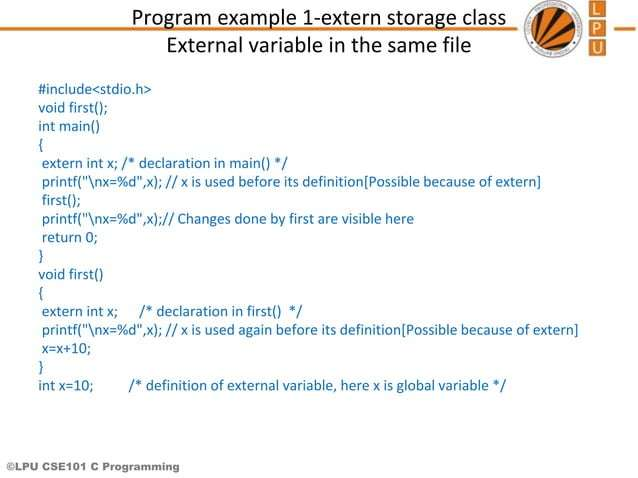 Program example 1-extern storage class
External variable in the same file
L
P
U
#include<stdio.h>
void first();
int main()
{
extern int x; /* declaration in main() */
printf("\nx=%d",x); // x is used before its definition[Possible because of extern]
first();
printf("\nx=%d",x);// Changes done by first are visible here
return 0;
}
void first()
{
extern int x; /* declaration in first() */
printf("\nx=%d",x); // x is used again before its definition[Possible because of extern]
x=x+10;
}
int x=10; /* definition of external variable, here x is global variable */
©LPU CSE101 C Programming